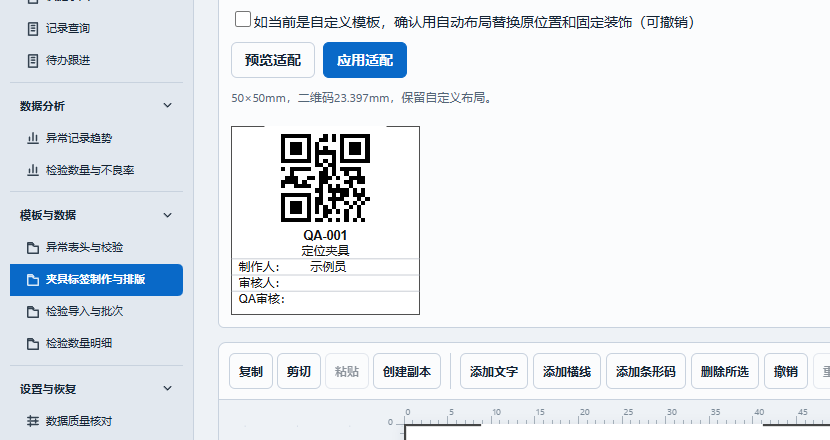 如当前是自定义模板，确认用自动布局替换原位置和固定装饰（可撤销）
记录查询
待办跟进
预览适配 应用适配
50×50mm，二维码23.397mm，保留自定义布局。
数据分析
异常记录趋势
检验数量与不良率
模板与数据
异常表头与校验
夹具标签制作与排版
检验导入与批次
检验数量明细
设置与恢复
数据质量核对
QA-001
定位夹具
制作人： 示例员
审核人：
QA审核：
复制 剪切 粘贴 创建副本 添加文字 添加横线 添加条形码 删除所选 撤销
0 5 10 15 20 25 30 35 40 45
0